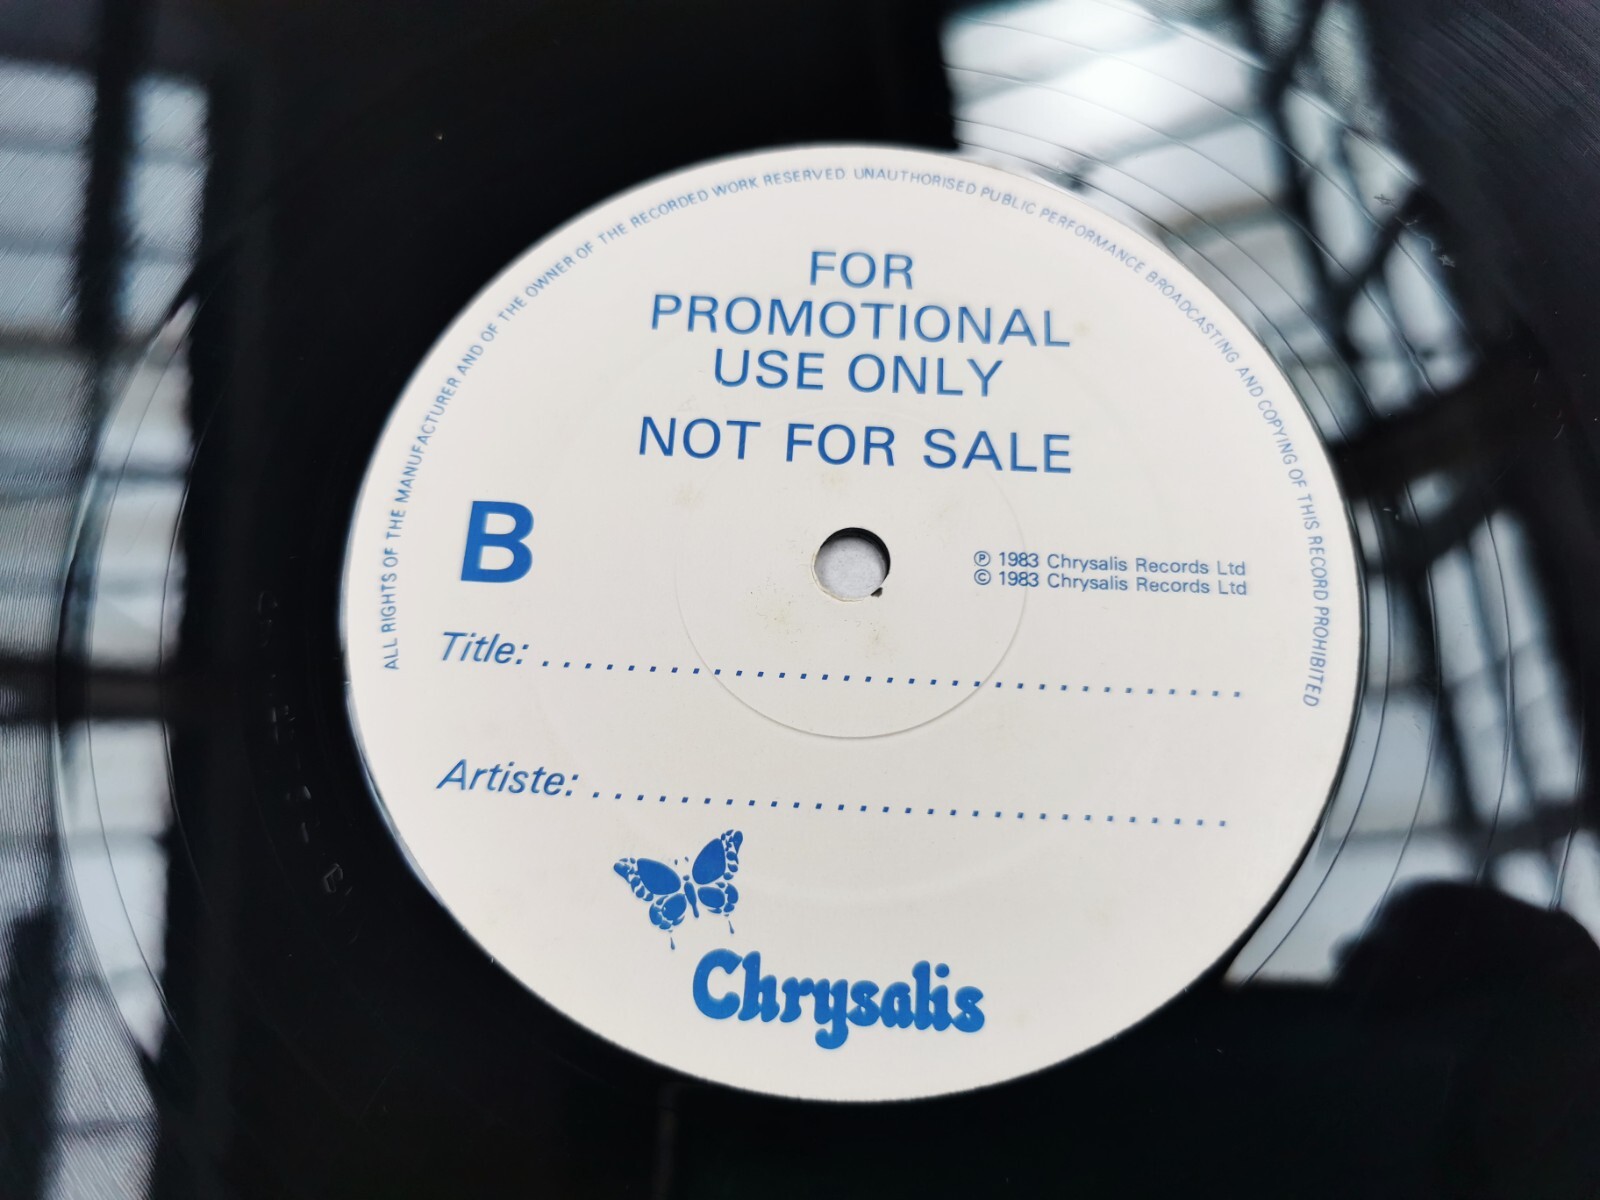 ALL RIGHTS OF THE MANUFACTURER AND OF THE OWNER OF THE RECORDED WORK RESERVED UNAUTHORISED PUBLIC PERFORMANCE BROADCASTING AND COPYING OF THIS RECORD PROHIBITED
FOR
PROMOTIONAL
USE ONLY
NOT FOR SALE
B
℗ 1983 Chrysalis Records Ltd
© 1983 Chrysalis Records Ltd
Title: .................................
Artiste: ..............................
Chrysalis